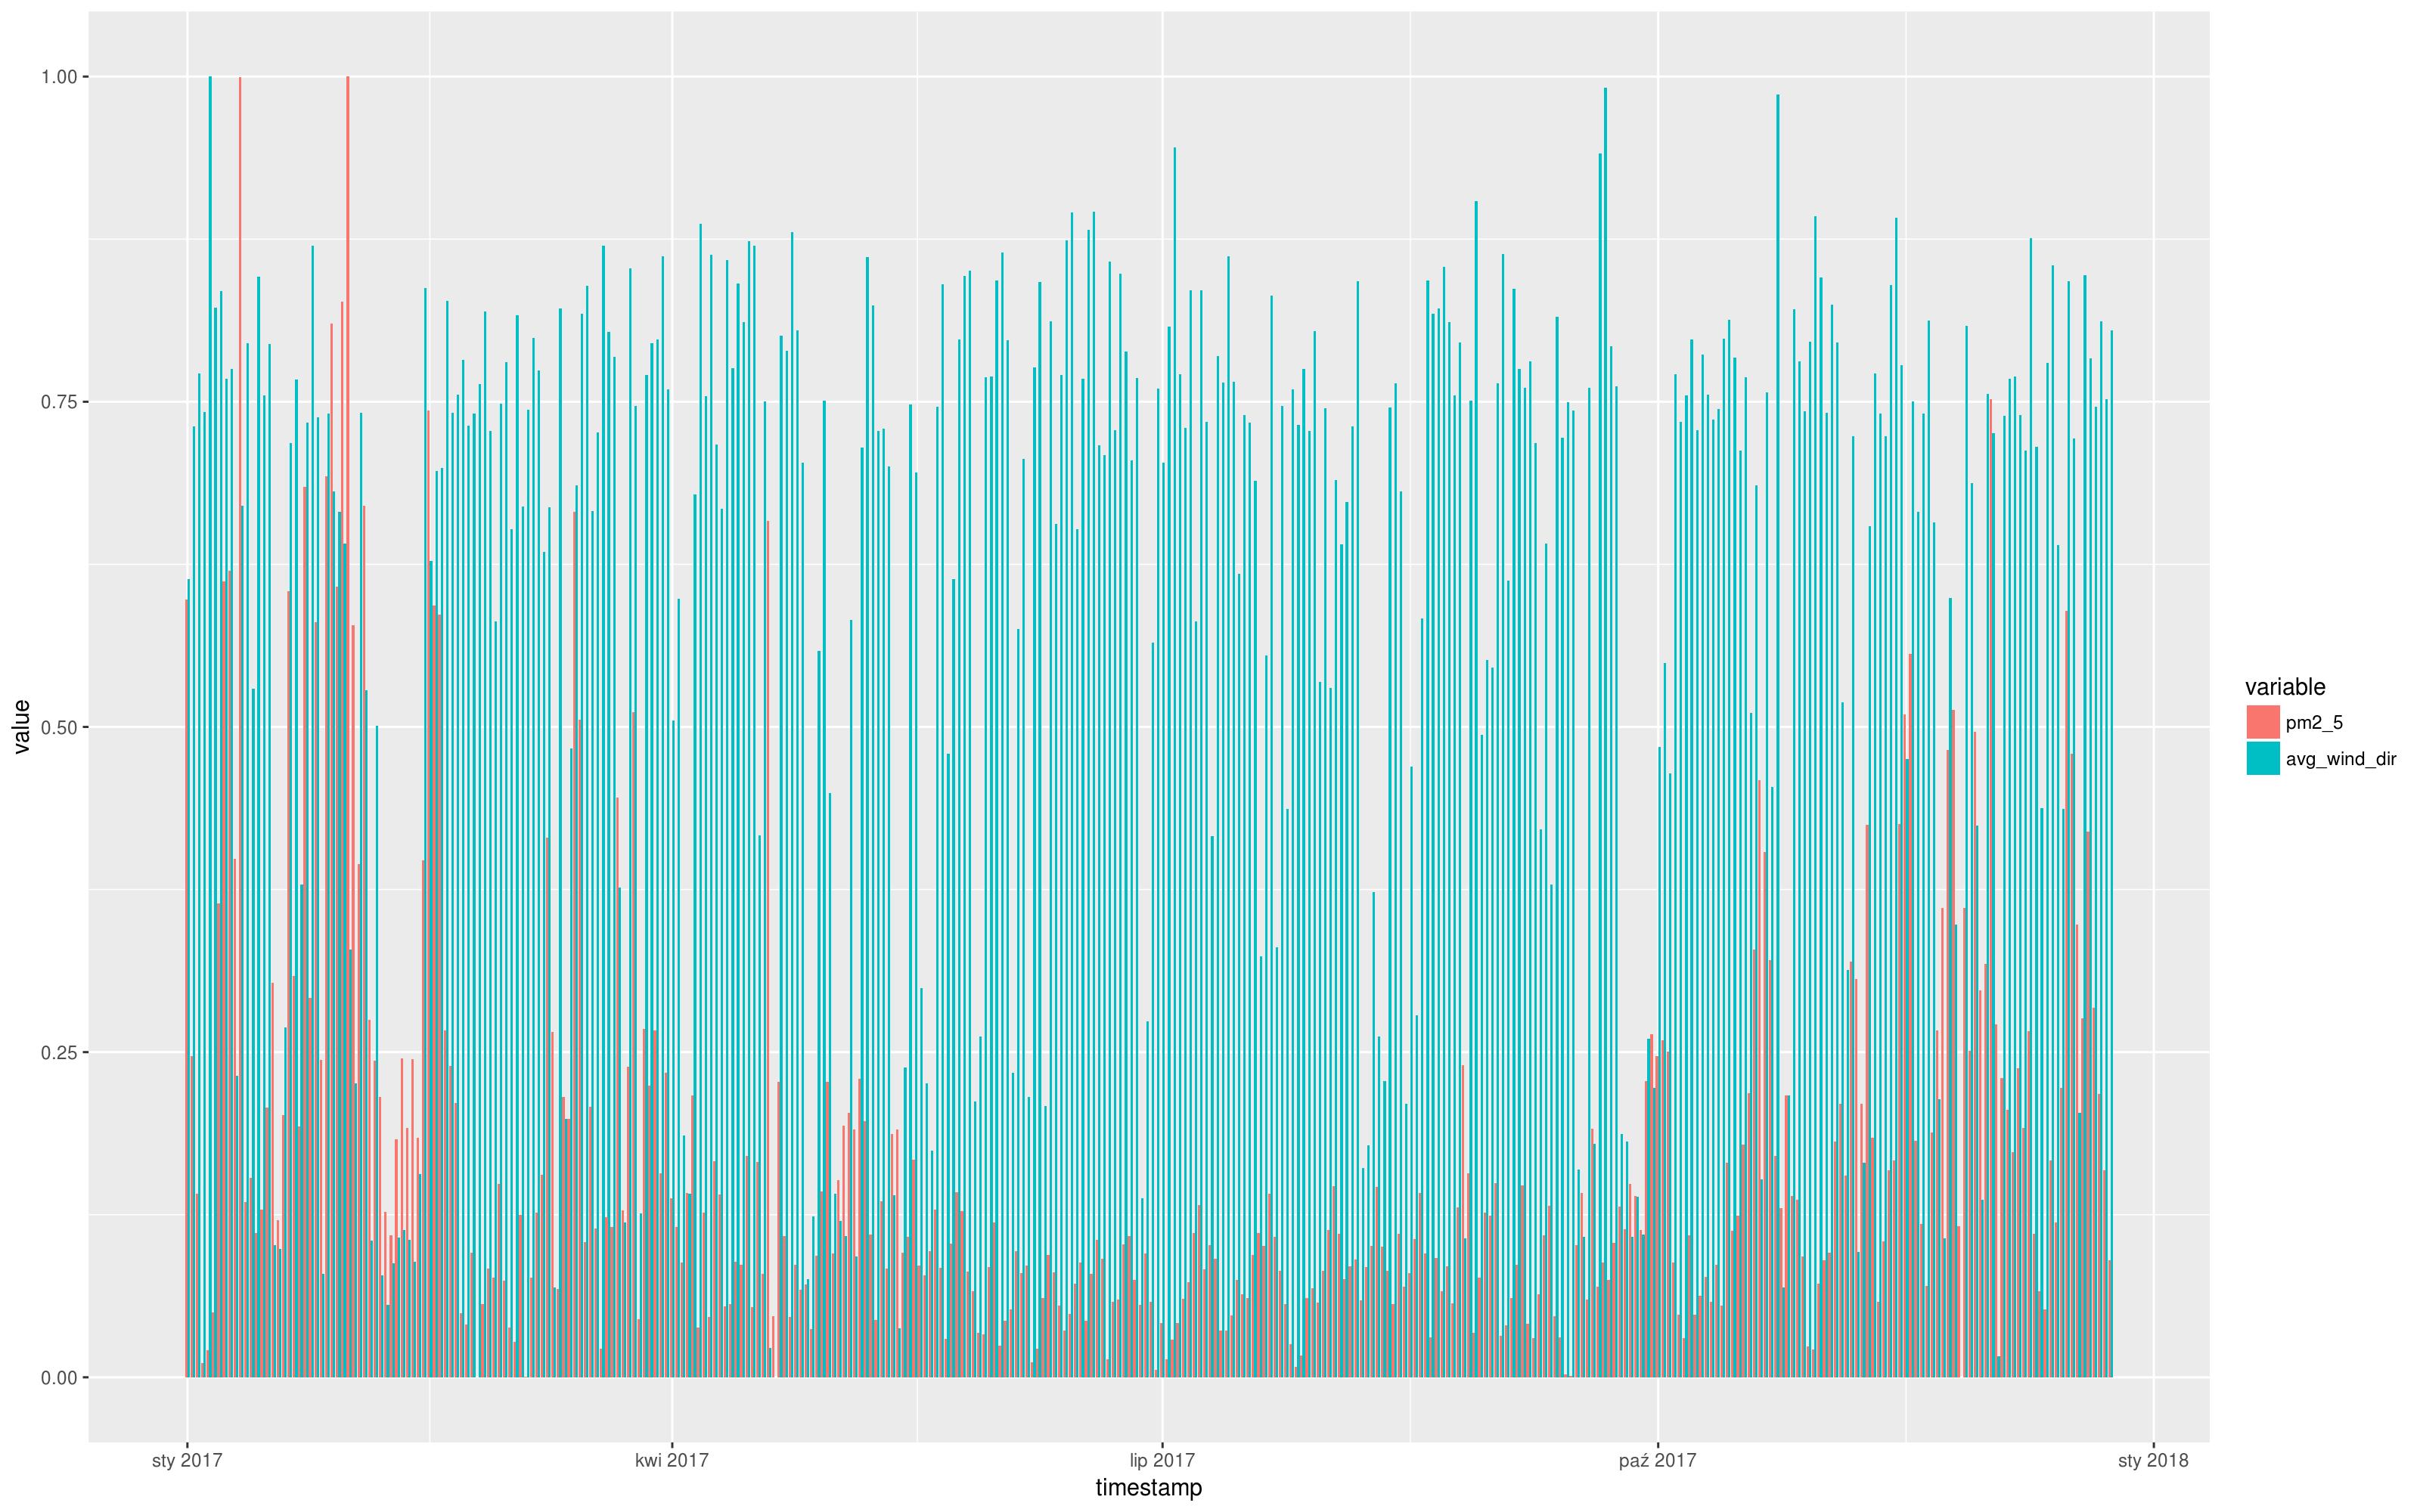 1.00
0.75
0.50
0.25
0.00
value
sty 2017
kwi 2017
lip 2017
paź 2017
sty 2018
timestamp
variable
pm2_5
avg_wind_dir